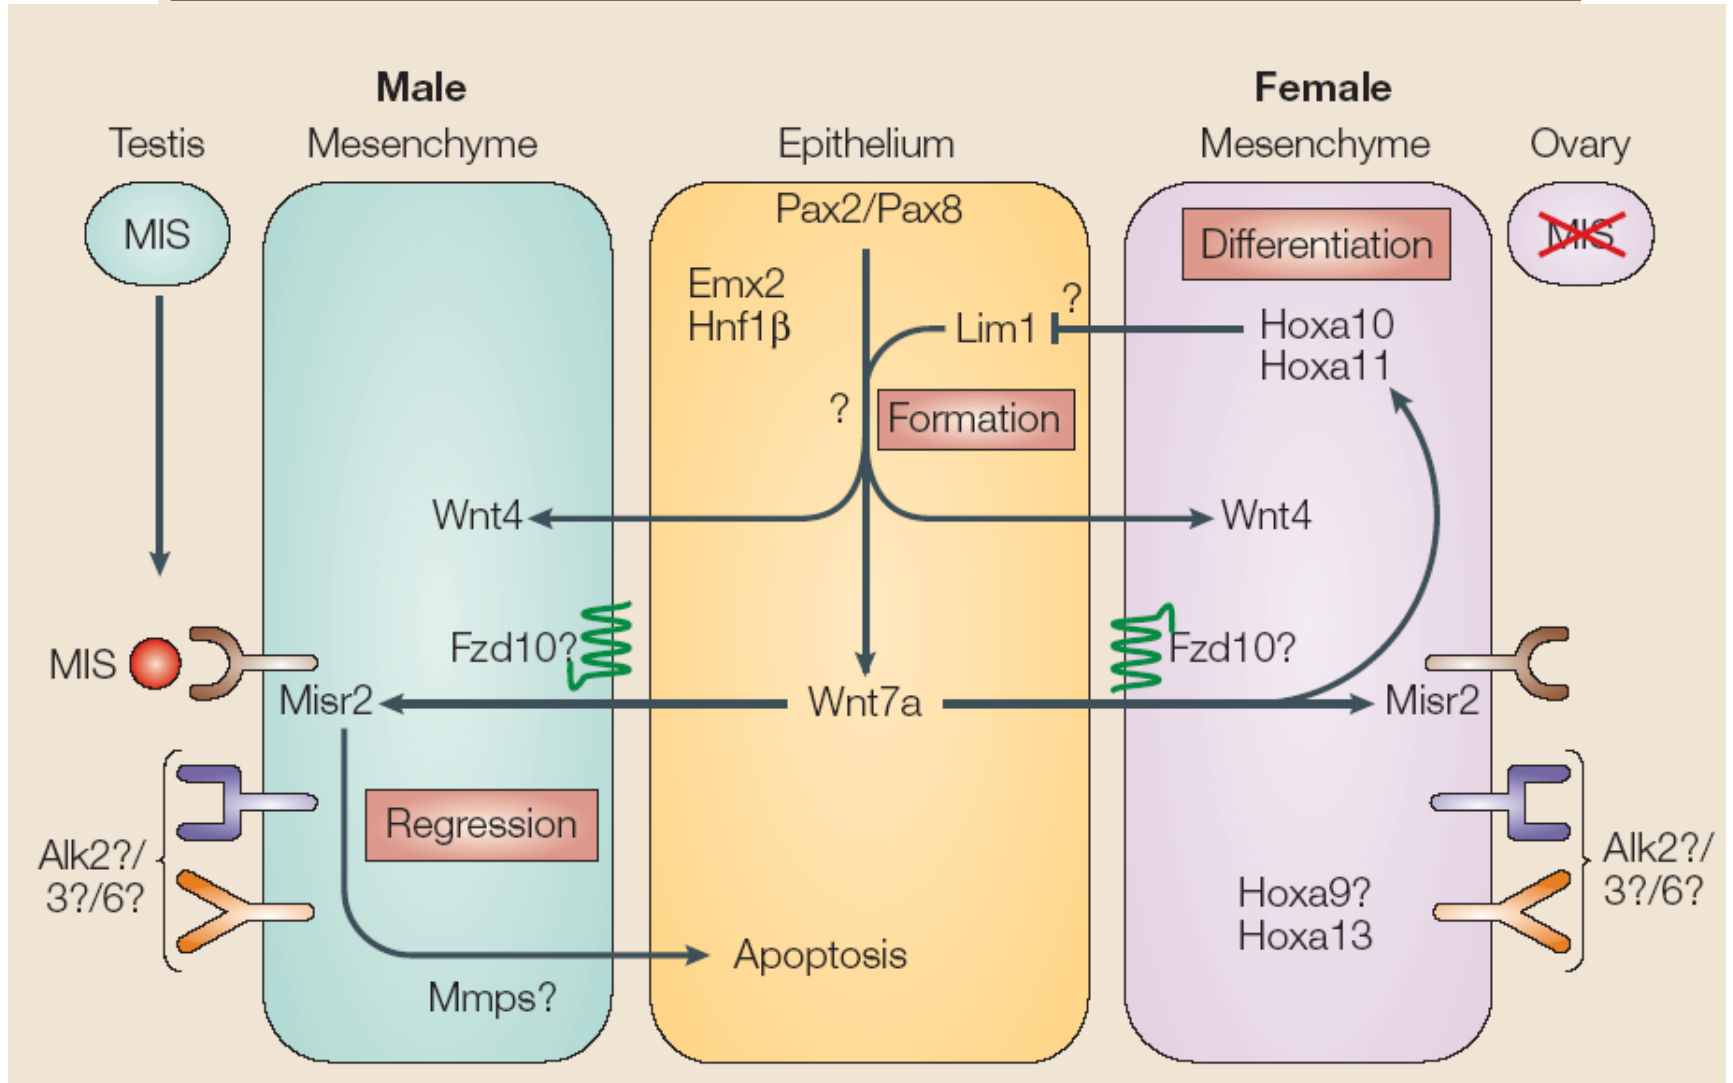 Male
Female
Testis
Mesenchyme
Epithelium
Mesenchyme
Ovary
MIS
Pax2/Pax8
Differentiation
MIS
Emx2
Hnf1β
Lim1
?
Hoxa10
Hoxa11
?
Formation
Wnt4
Wnt4
Fzd10?
Fzd10?
MIS
Misr2
Wnt7a
Misr2
Regression
Alk2?/
3?/6?
Alk2?/
3?/6?
Hoxa9?
Hoxa13
Apoptosis
Mmps?